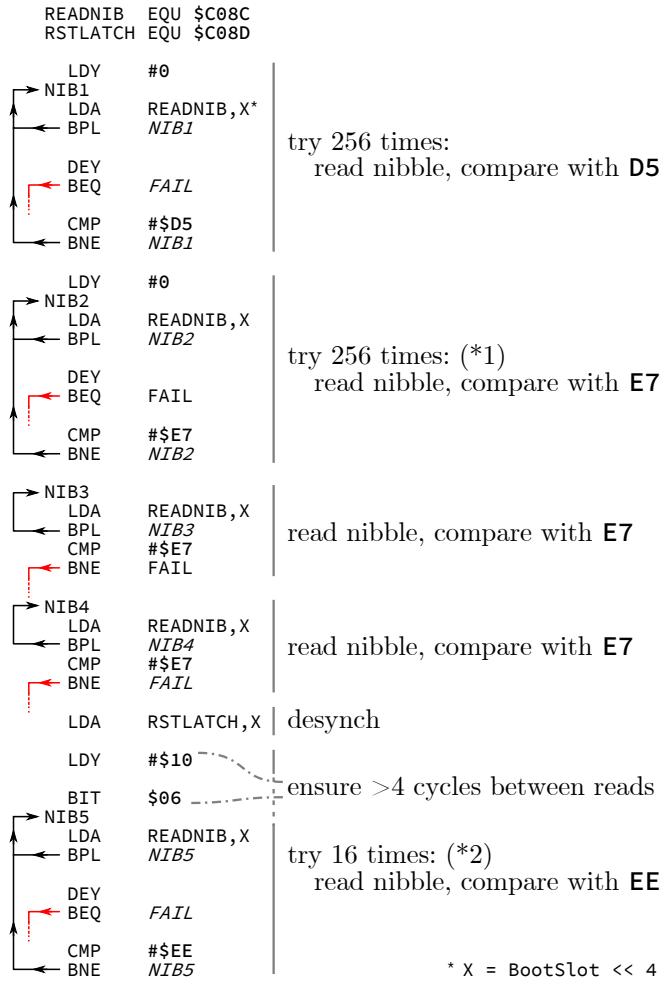 READNIB EQU $C08C
RSTLATCH EQU $C08D
LDY #0
NIB1
LDA READNIB,X*
BPL NIB1
try 256 times:
DEY
read nibble, compare with D5
BEQ FAIL
CMP #$D5
BNE NIB1
LDY #0
NIB2
LDA READNIB,X
BPL NIB2
try 256 times: (*1)
DEY
read nibble, compare with E7
BEQ FAIL
CMP #$E7
BNE NIB2
NIB3
LDA READNIB,X
BPL NIB3
read nibble, compare with E7
CMP #$E7
BNE FAIL
NIB4
LDA READNIB,X
BPL NIB4
read nibble, compare with E7
CMP #$E7
BNE FAIL
LDA RSTLATCH,X
desynch
LDY #$10
ensure >4 cycles between reads
BIT $06
NIB5
LDA READNIB,X
BPL NIB5
try 16 times: (*2)
read nibble, compare with EE
DEY
BEQ FAIL
CMP #$EE
BNE NIB5
* X = BootSlot << 4